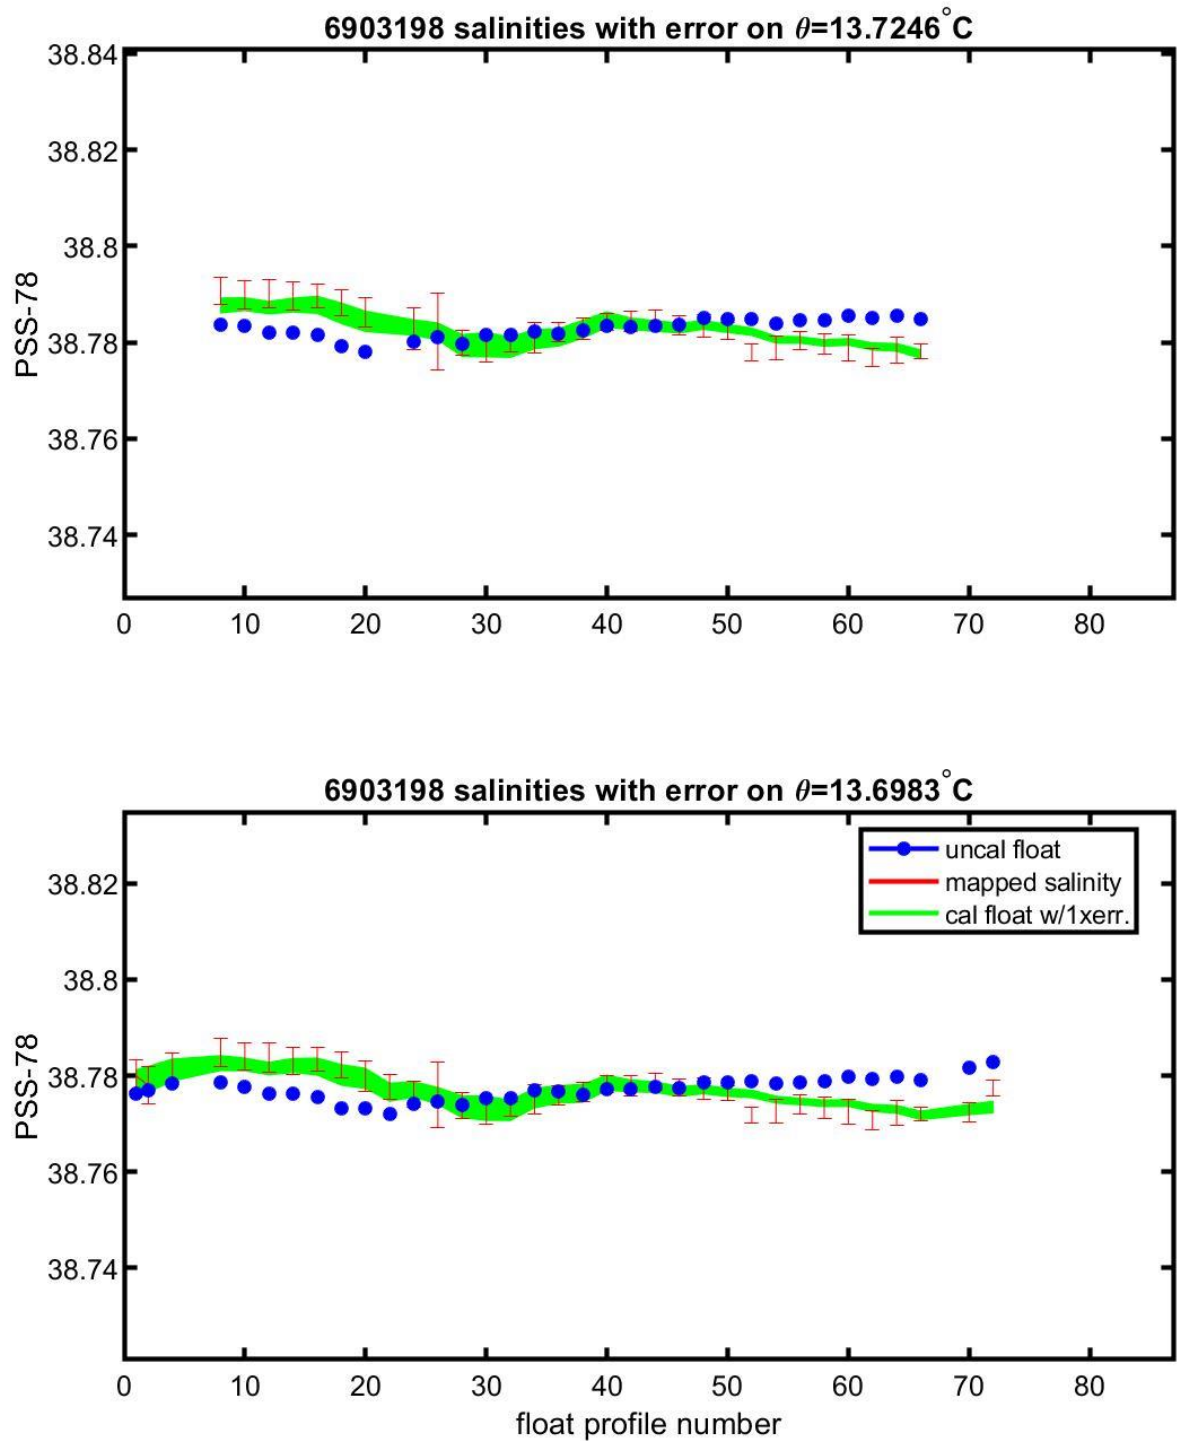 6903198 salinities with error on θ=13.7246°C
38.84
38.82
38.8
38.78
38.76
38.74
PSS-78
0 10 20 30 40 50 60 70 80
6903198 salinities with error on θ=13.6983°C
uncal float
mapped salinity
cal float w/1xerr.
38.82
38.8
38.78
38.76
38.74
PSS-78
0 10 20 30 40 50 60 70 80
float profile number